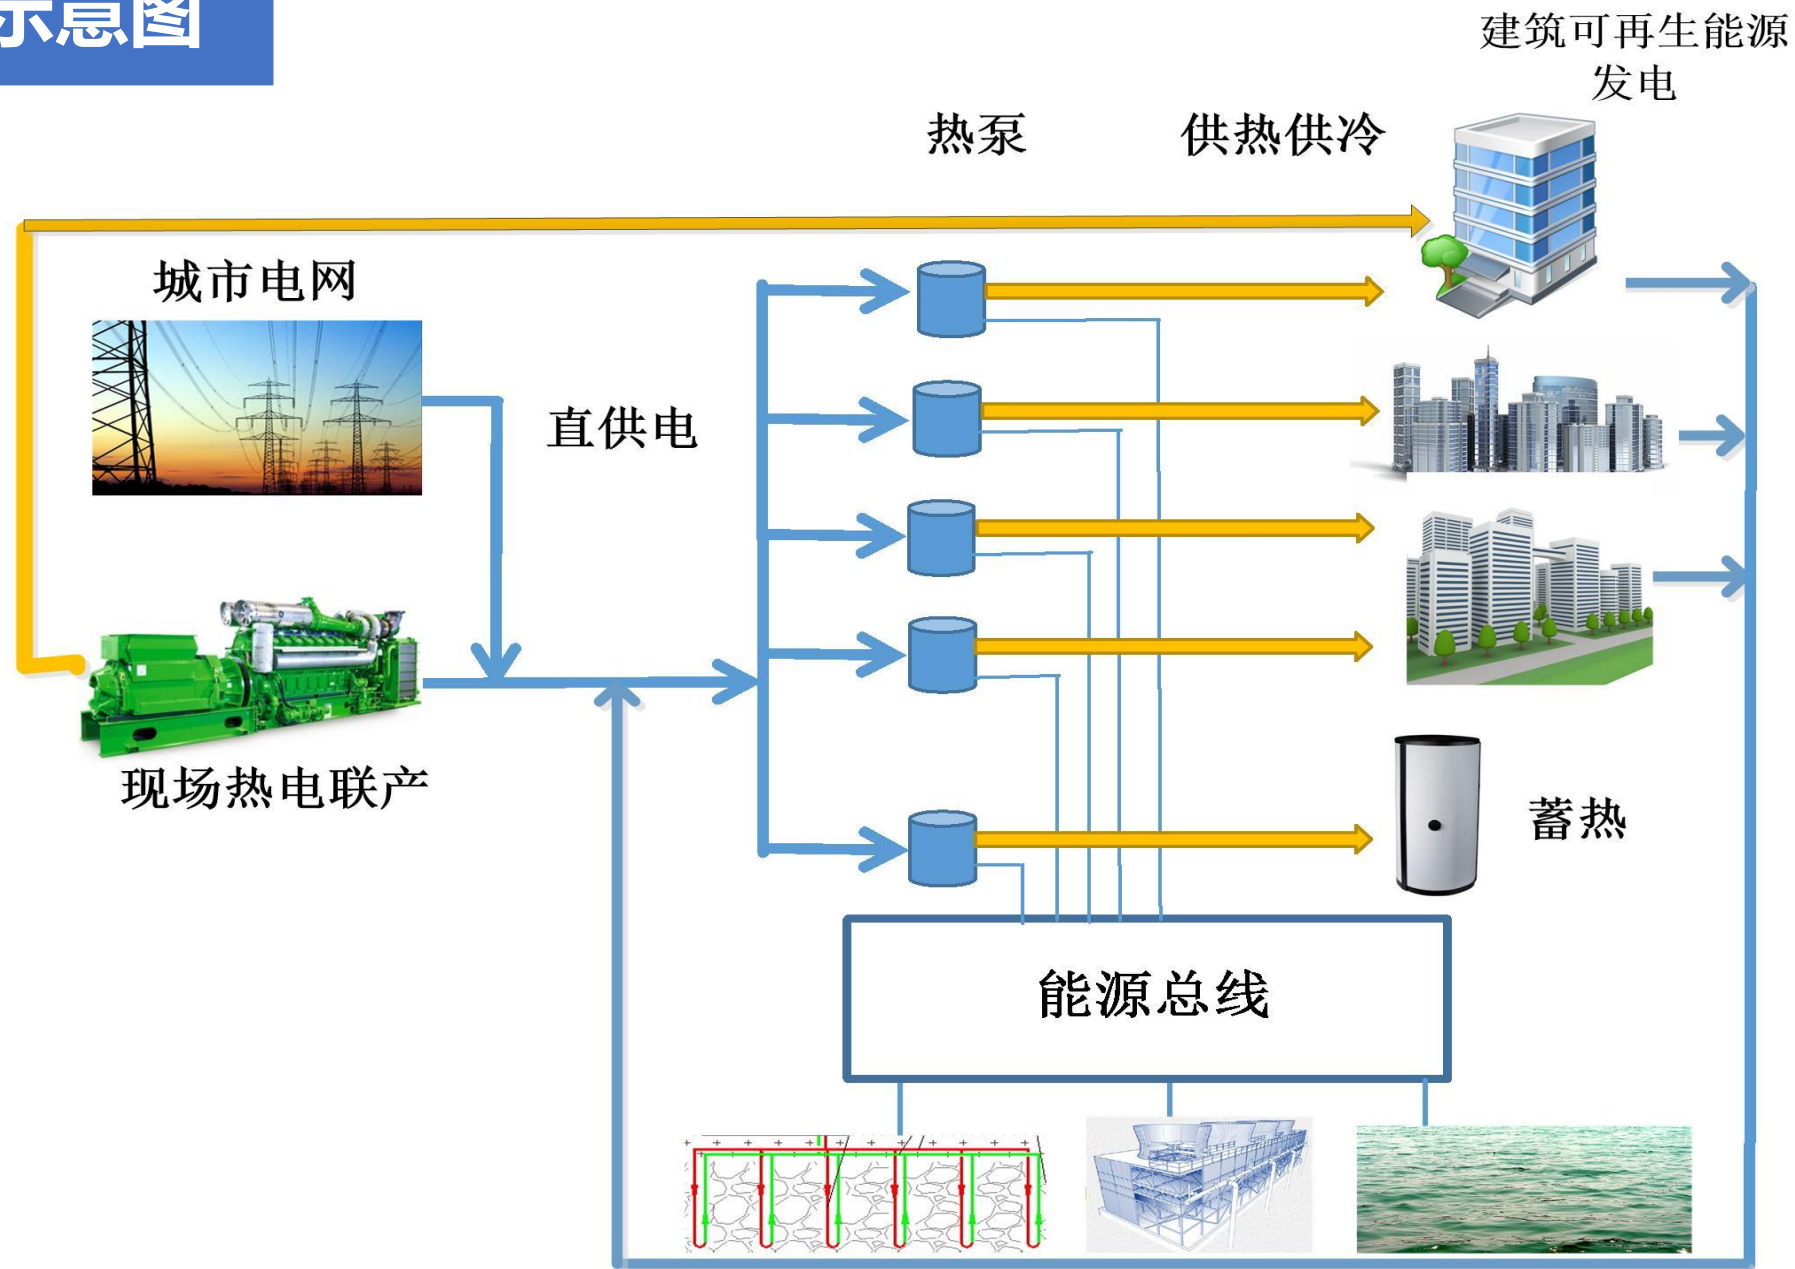 示意图
建筑可再生能源
发电
热泵
供热供冷
城市电网
直供电
现场热电联产
蓄热
能源总线